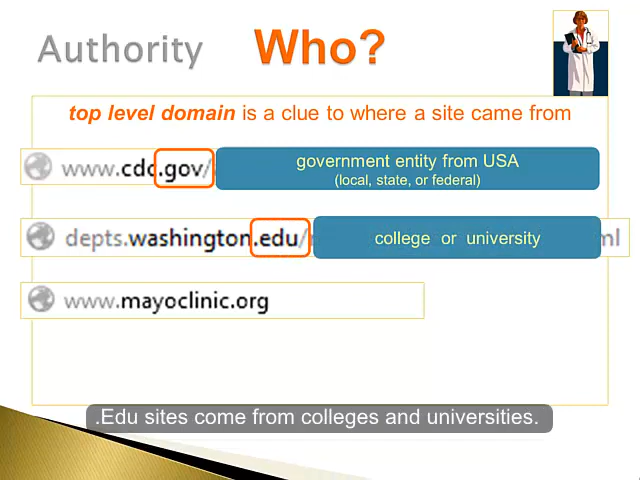 Authority Who?
top level domain is a clue to where a site came from
www.cdc.gov/ government entity from USA
(local, state, or federal)
depts.washington.edu/ college or university ml
www.mayoclinic.org
.Edu sites come from colleges and universities.